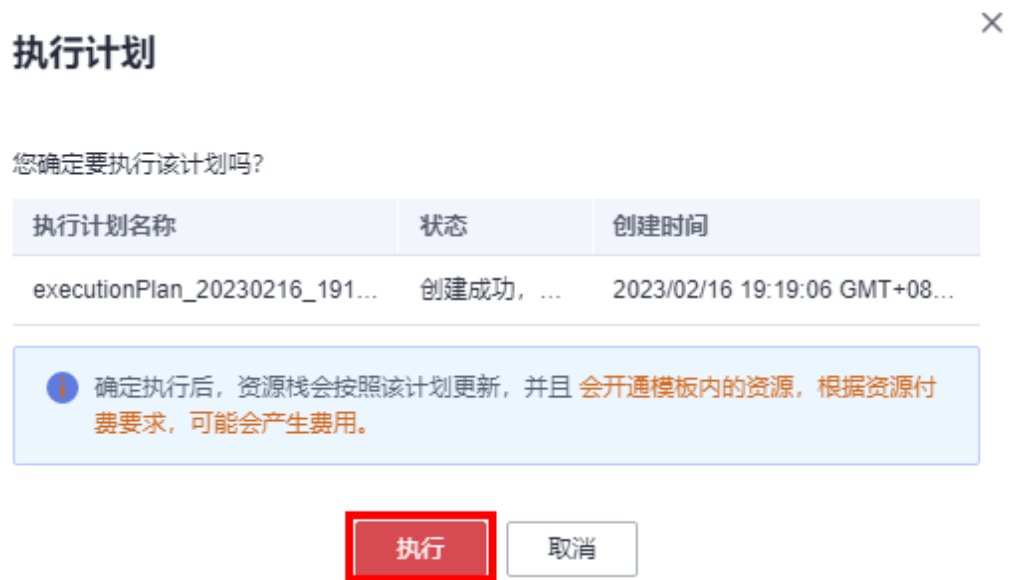 执行计划
您确定要执行该计划吗?
执行计划名称 状态 创建时间
executionPlan_20230216_191... 创建成功，... 2023/02/16 19:19:06 GMT+08...
确定执行后，资源栈会按照该计划更新，并且 会开通模板内的资源，根据资源付
费要求，可能会产生费用。
执行 取消